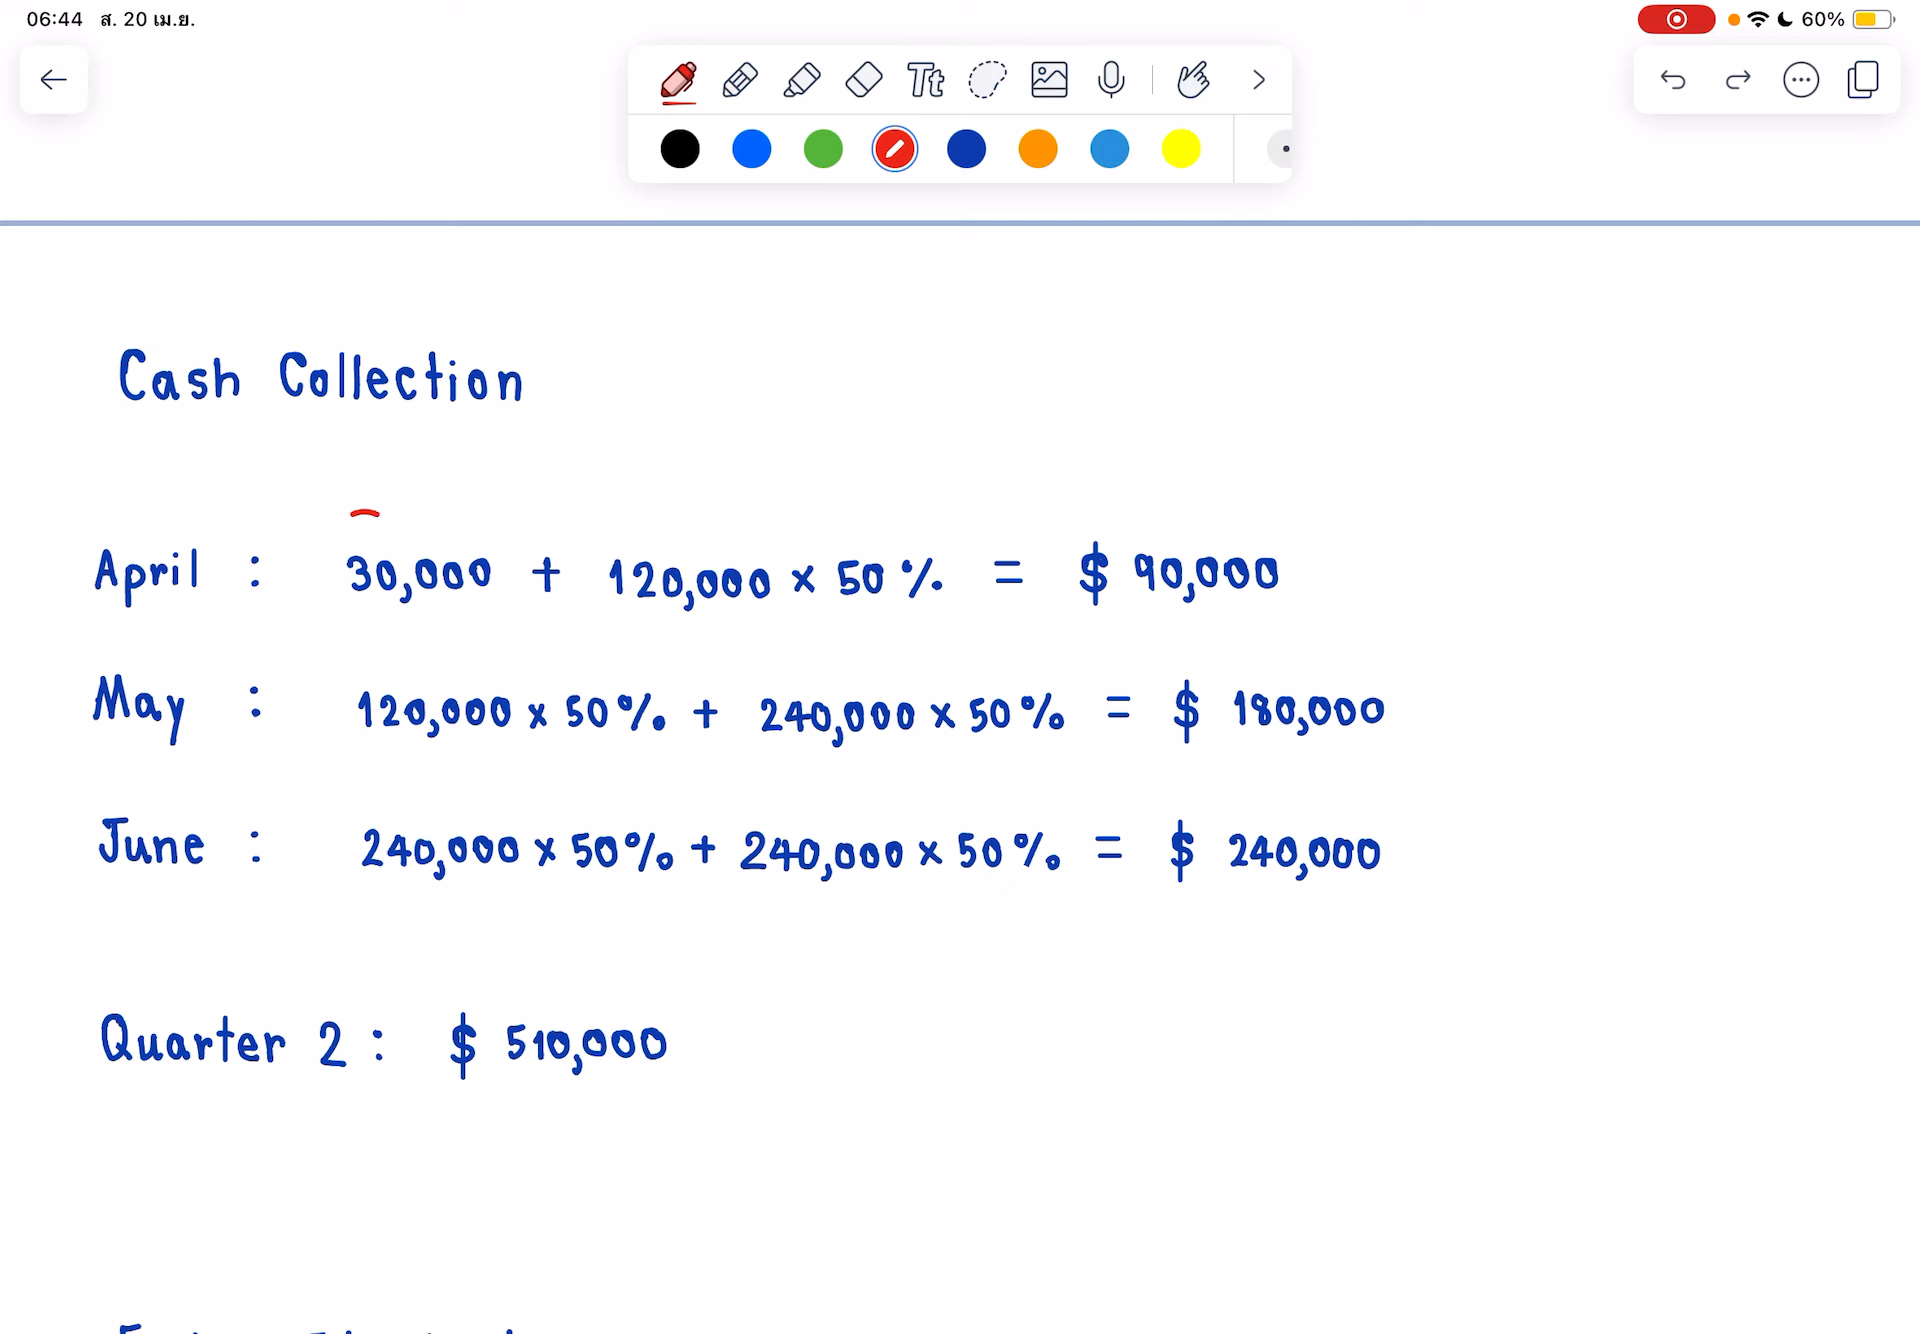 06:44 ส. 20 เม.ย. 60%
Tt
Cash Collection
April : 30,000 + 120,000 x 50 % = $ 90,000
May : 120,000 x 50 % + 240,000 x 50 % = $ 180,000
June : 240,000 x 50 % + 240,000 x 50 % = $ 240,000
Quarter 2 : $ 510,000